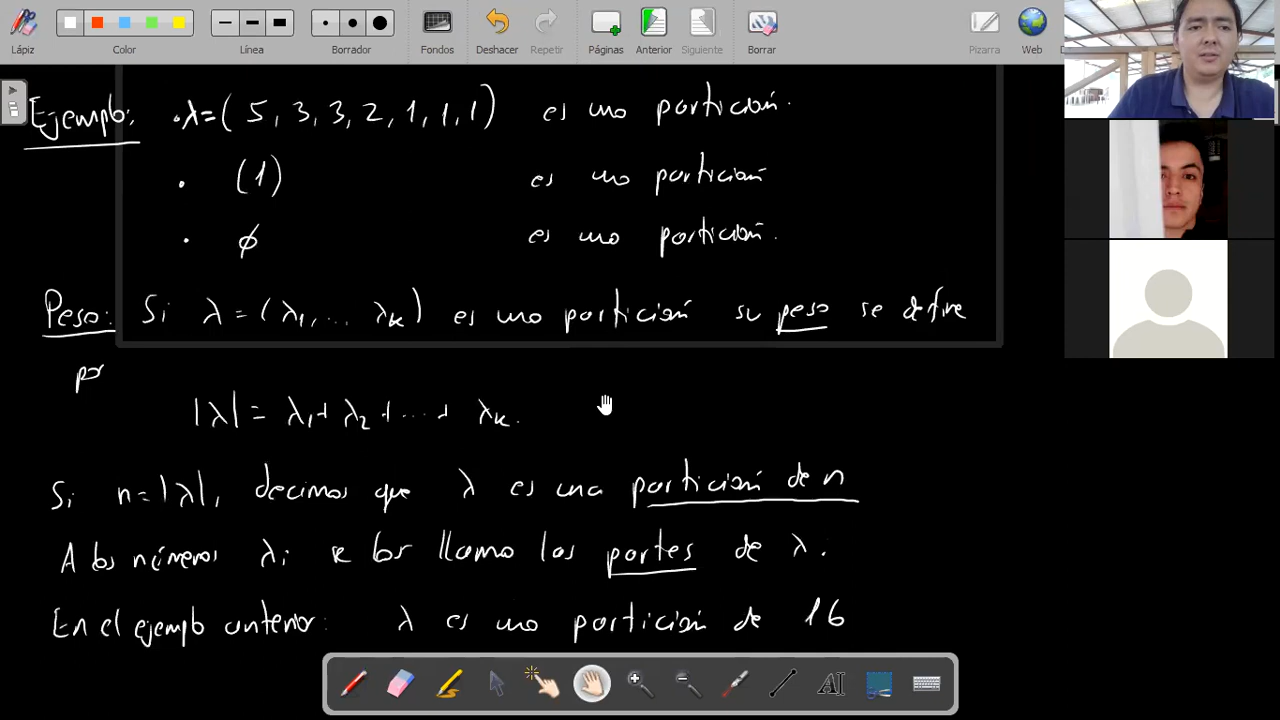 Lápiz Color Línea Borrador Fondos Deshacer Repetir Páginas Anterior Siguiente Borrar Pizarra Web
Ejemplo: • λ = ( 5, 3, 3, 2, 1, 1, 1 ) es una partición.
• (1) es una partición
• ∅ es una partición.
Peso: Si λ = (λ₁, ... λₖ) es una partición su peso se define
por
|λ| = λ₁ + λ₂ + ... + λₖ.
Si n = |λ|, decimos que λ es una partición de n
A los números λᵢ se los llama las partes de λ.
En el ejemplo anterior: λ es una partición de 16
AI